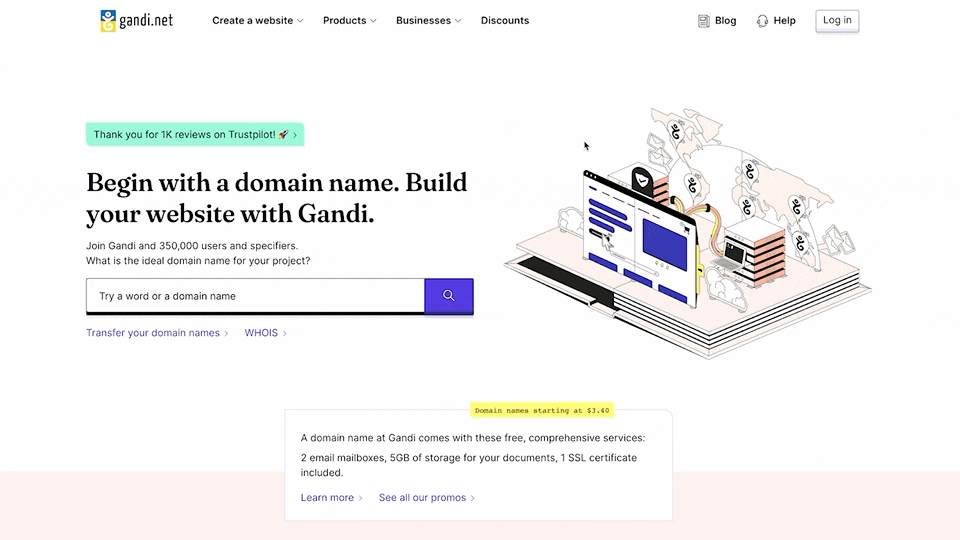 gandi.net
Create a website
Products
Businesses
Discounts
Blog
Help
Log in
Thank you for 1K reviews on Trustpilot! 🚀
Begin with a domain name. Build
your website with Gandi.
Join Gandi and 350,000 users and specifiers.
What is the ideal domain name for your project?
Try a word or a domain name
Transfer your domain names
WHOIS
Domain names starting at $3.40
A domain name at Gandi comes with these free, comprehensive services:
2 email mailboxes, 5GB of storage for your documents, 1 SSL certificate
included.
Learn more
See all our promos